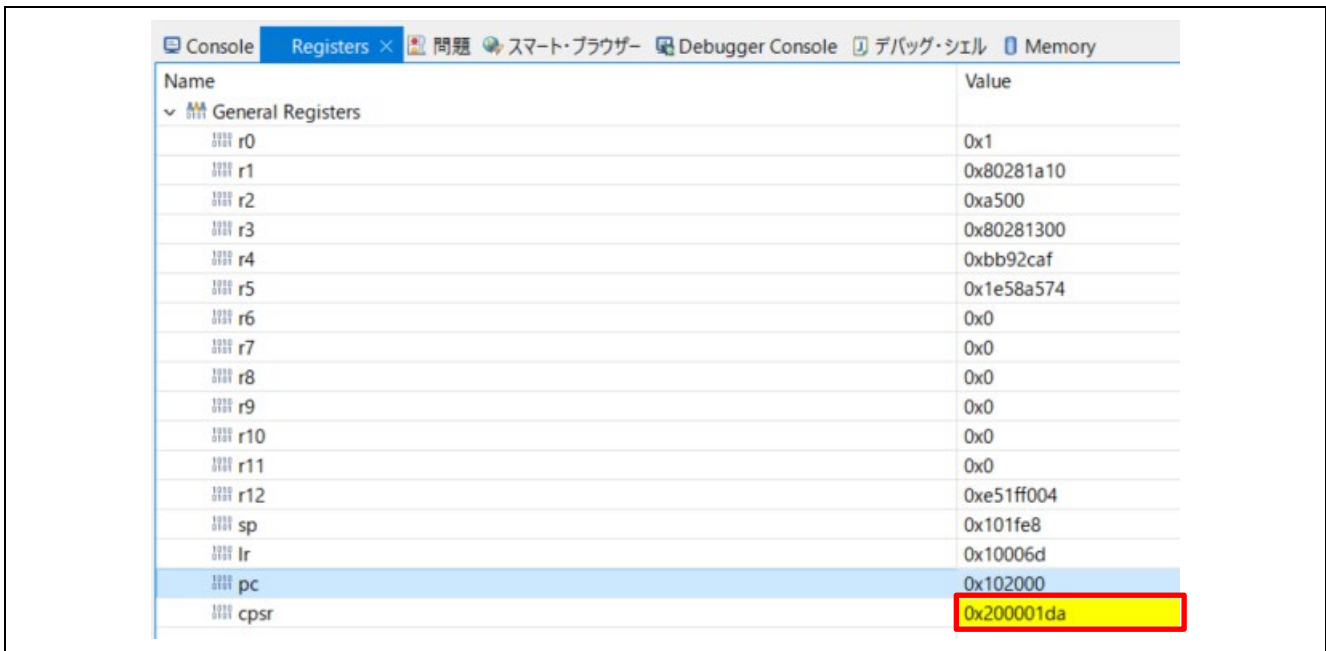 Console Registers 問題 スマート・ブラウザー Debugger Console デバッグ・シェル Memory
Name Value
General Registers
r0 0x1
r1 0x80281a10
r2 0xa500
r3 0x80281300
r4 0xbb92caf
r5 0x1e58a574
r6 0x0
r7 0x0
r8 0x0
r9 0x0
r10 0x0
r11 0x0
r12 0xe51ff004
sp 0x101fe8
lr 0x10006d
pc 0x102000
cpsr 0x200001da